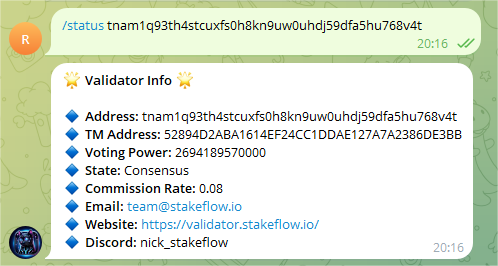 R
/status tnam1q93th4stcuxfs0h8kn9uw0uhdj59dfa5hu768v4t
20:16
🌟 Validator Info 🌟
🔹 Address: tnam1q93th4stcuxfs0h8kn9uw0uhdj59dfa5hu768v4t
🔹 TM Address: 52894D2ABA1614EF24CC1DDAE127A7A2386DE3BB
🔹 Voting Power: 2694189570000
🔹 State: Consensus
🔹 Commission Rate: 0.08
🔹 Email: team@stakeflow.io
🔹 Website: https://validator.stakeflow.io/
🔹 Discord: nick_stakeflow
20:16